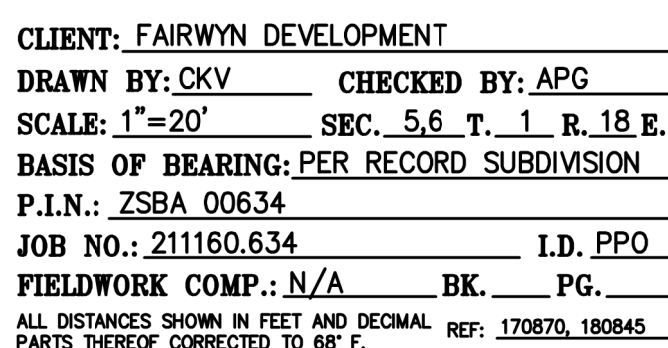 CLIENT: FAIRWYN DEVELOPMENT
DRAWN BY: CKV CHECKED BY: APG
SCALE: 1"=20' SEC. 5,6 T. 1 R. 18 E.
BASIS OF BEARING: PER RECORD SUBDIVISION
P.I.N.: ZSBA 00634
JOB NO.: 211160.634 I.D. PPO
FIELDWORK COMP.: N/A BK. PG.
ALL DISTANCES SHOWN IN FEET AND DECIMAL REF: 170870, 180845
PARTS THEREOF CORRECTED TO 68° F.